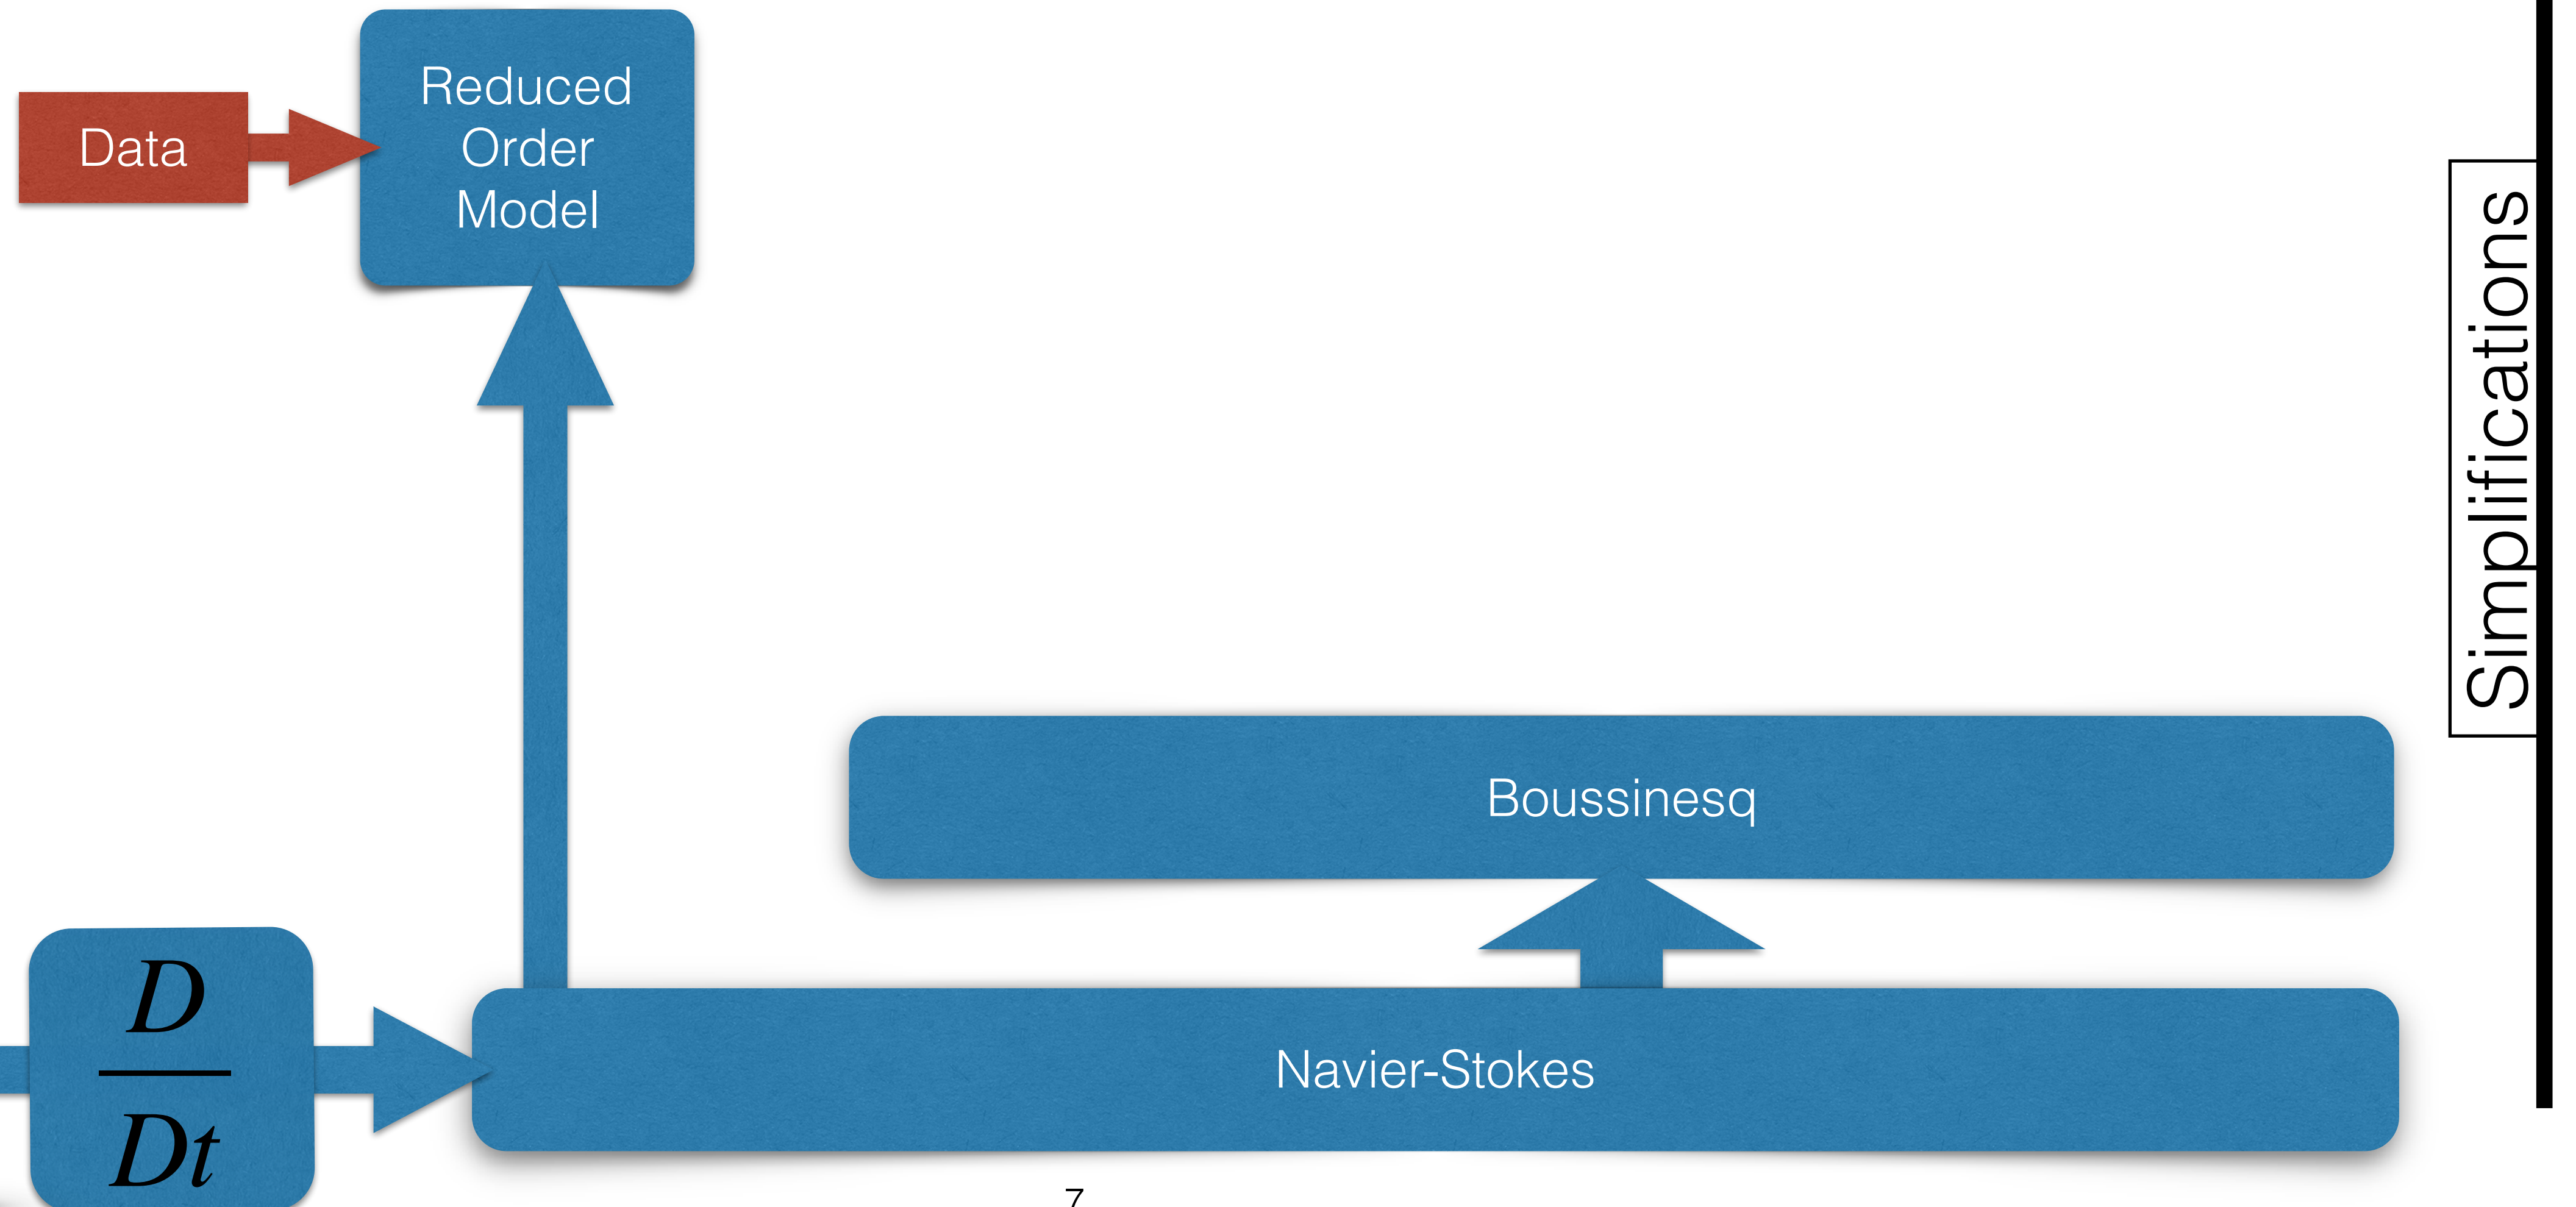 Reduced
Order
Model
Data
Simplifications
Boussinesq
D
Dt
Navier-Stokes
7